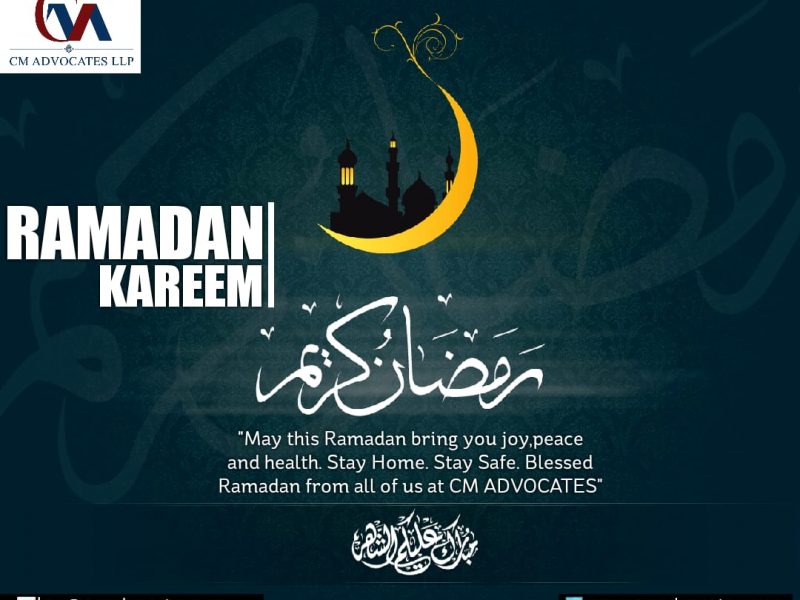 CM ADVOCATES LLP
RAMADAN
KAREEM
رَمَضَانُ كريم
"May this Ramadan bring you joy,peace
and health. Stay Home. Stay Safe. Blessed
Ramadan from all of us at CM ADVOCATES"
مبارك عليكم الشهر